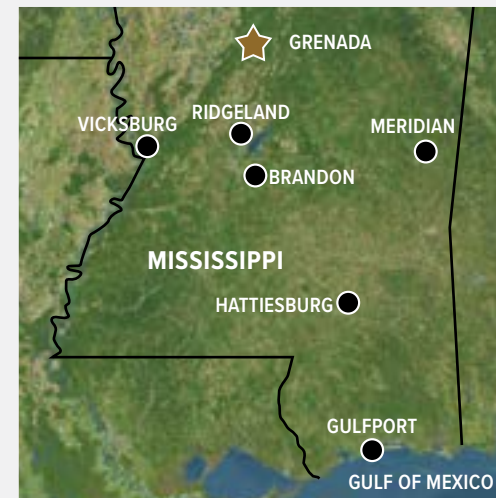 GRENADA
RIDGELAND
VICKSBURG
MERIDIAN
BRANDON
MISSISSIPPI
HATTIESBURG
GULFPORT
GULF OF MEXICO